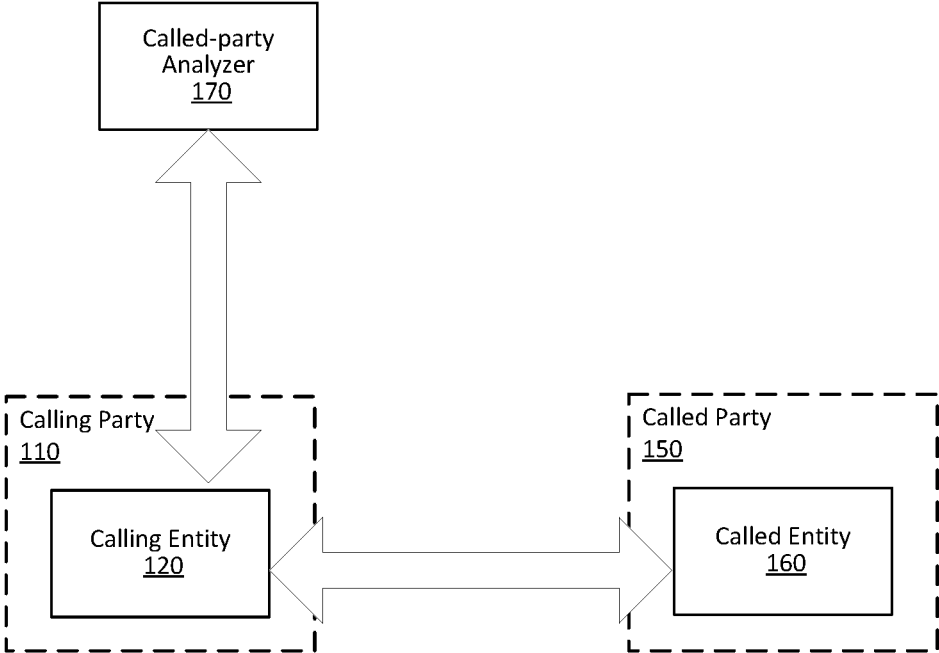 Called-party
Analyzer
170
Calling Party
110
Calling Entity
120
Called Party
150
Called Entity
160